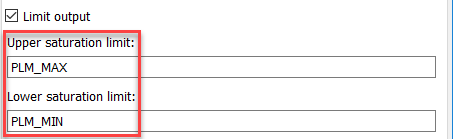 Limit output
Upper saturation limit:
PLM_MAX
Lower saturation limit:
PLM_MIN